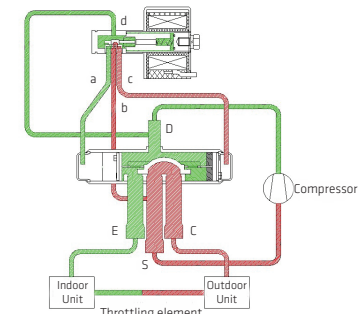 d
a
c
b
D
Compressor
E
C
S
Indoor
Unit
Outdoor
Unit
Throttling element